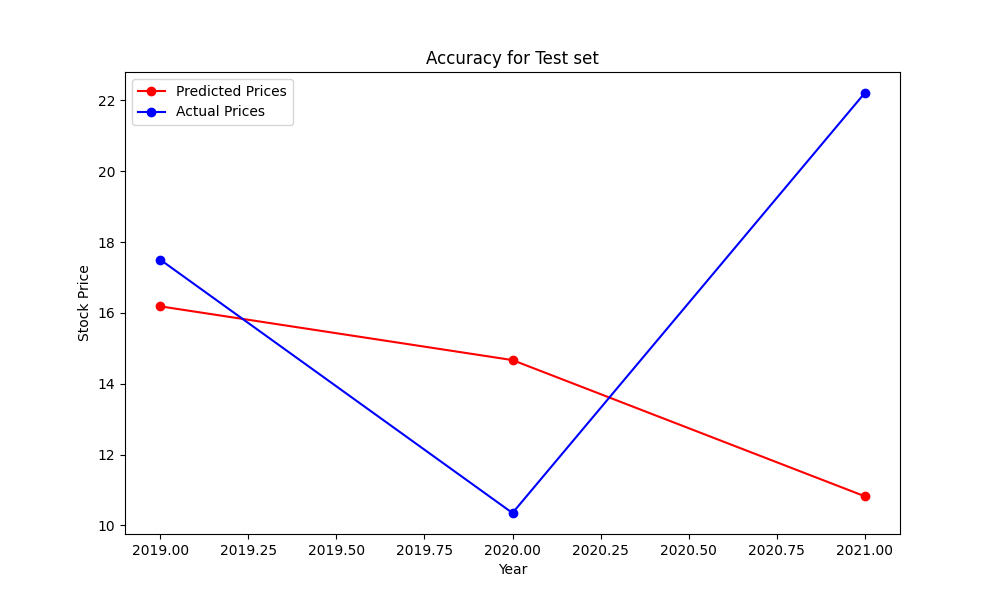 Accuracy for Test set
Predicted Prices
Actual Prices
Stock Price
22
20
18
16
14
12
10
2019.00 2019.25 2019.50 2019.75 2020.00 2020.25 2020.50 2020.75 2021.00
Year